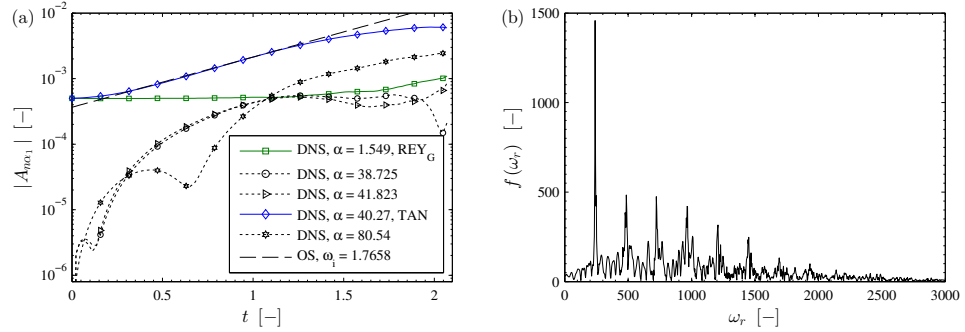 (a)
10⁻²
10⁻³
10⁻⁴
10⁻⁵
10⁻⁶
|Aₙα₁| [−]
0 0.5 1 1.5 2
t [−]
DNS, α = 1.549, REY_G
DNS, α = 38.725
DNS, α = 41.823
DNS, α = 40.27, TAN
DNS, α = 80.54
OS, ω_i = 1.7658
(b)
1500
1000
500
0
f(ω_r) [−]
0 500 1000 1500 2000 2500 3000
ω_r [−]